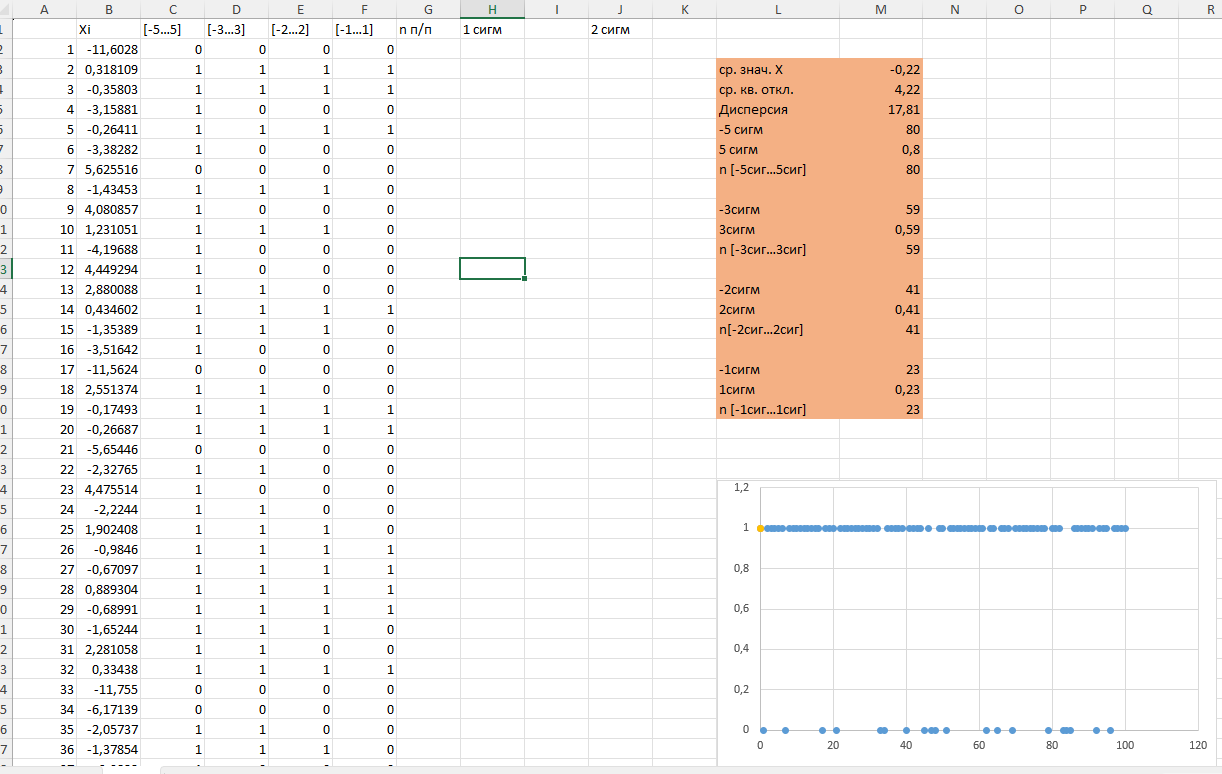 A B C D E F G H I J K L M N O P Q R
Xi [-5…5] [-3…3] [-2…2] [-1…1] n п/п 1 сигм 2 сигм
1 -11,6028 0 0 0 0
2 0,318109 1 1 1 1 ср. знач. X -0,22
3 -0,35803 1 1 1 1 ср. кв. откл. 4,22
4 -3,15881 1 0 0 0 Дисперсия 17,81
5 -0,26411 1 1 1 1 -5 сигм 80
6 -3,38282 1 0 0 0 5 сигм 0,8
7 5,625516 0 0 0 0 n [-5сиг…5сиг] 80
8 -1,43453 1 1 1 0
9 4,080857 1 0 0 0 -3сигм 59
10 1,231051 1 1 1 0 3сигм 0,59
11 -4,19688 1 0 0 0 n [-3сиг…3сиг] 59
12 4,449294 1 0 0 0
13 2,880088 1 1 0 0 -2сигм 41
14 0,434602 1 1 1 1 2сигм 0,41
15 -1,35389 1 1 1 0 n[-2сиг…2сиг] 41
16 -3,51642 1 0 0 0
17 -11,5624 0 0 0 0 -1сигм 23
18 2,551374 1 1 0 0 1сигм 0,23
19 -0,17493 1 1 1 1 n [-1сиг…1сиг] 23
20 -0,26687 1 1 1 1
21 -5,65446 0 0 0 0
22 -2,32765 1 1 0 0
23 4,475514 1 0 0 0
24 -2,2244 1 1 0 0
25 1,902408 1 1 1 0
26 -0,9846 1 1 1 1
27 -0,67097 1 1 1 1
28 0,889304 1 1 1 1
29 -0,68991 1 1 1 1
30 -1,65244 1 1 1 0
31 2,281058 1 1 0 0
32 0,33438 1 1 1 1
33 -11,755 0 0 0 0
34 -6,17139 0 0 0 0
35 -2,05737 1 1 0 0
36 -1,37854 1 1 1 0
1,2
1
0,8
0,6
0,4
0,2
0
0 20 40 60 80 100 120